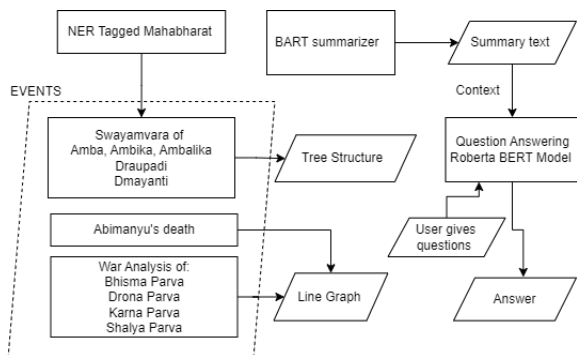 NER Tagged Mahabharat
BART summarizer
Summary text
EVENTS
Context
Swayamvara of
Amba, Ambika, Ambalika
Draupadi
Dmayanti
Tree Structure
Question Answering
Roberta BERT Model
Abimanyu's death
User gives
questions
War Analysis of:
Bhisma Parva
Drona Parva
Karna Parva
Shalya Parva
Line Graph
Answer